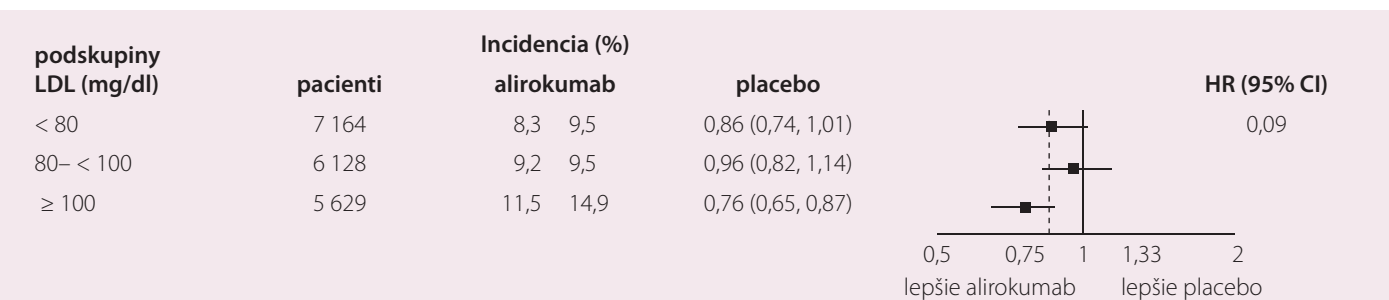 Incidencia (%)
podskupiny
LDL (mg/dl) pacienti alirokumab placebo HR (95% CI)
< 80 7 164 8,3 9,5 0,86 (0,74, 1,01) 0,09
80– < 100 6 128 9,2 9,5 0,96 (0,82, 1,14)
≥ 100 5 629 11,5 14,9 0,76 (0,65, 0,87)
0,5 0,75 1 1,33 2
lepšie alirokumab lepšie placebo